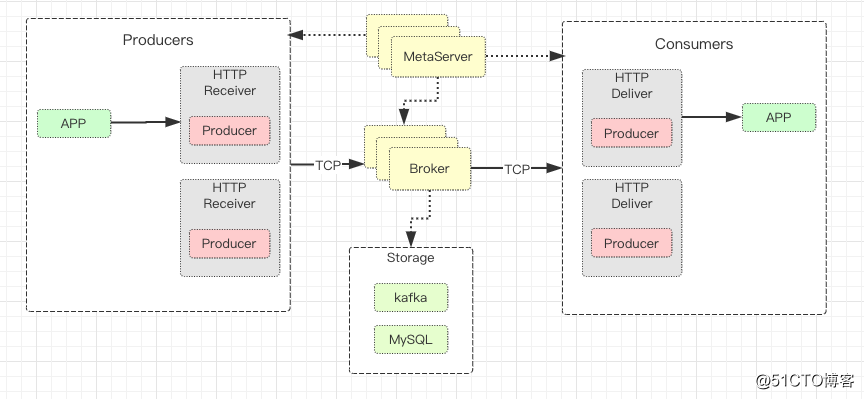 Producers
MetaServer
Consumers
HTTP
Receiver
APP
Producer
HTTP
Deliver
APP
Producer
TCP
Broker
TCP
HTTP
Receiver
Producer
HTTP
Deliver
Producer
Storage
kafka
MySQL
@51CTO博客